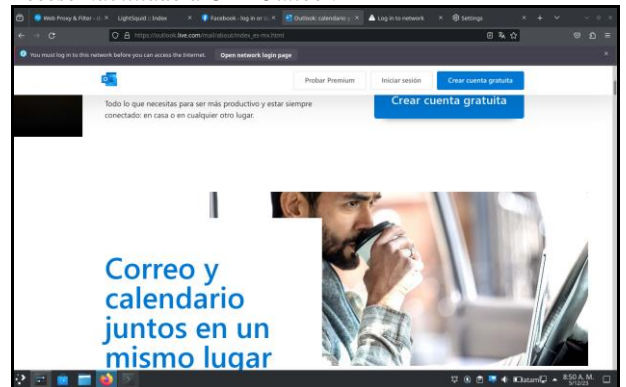 Web Proxy & Filter
LightSquid :: Index
Facebook - log in or
Outlook: calendario
Log in to network
Settings
https://outlook.live.com/mail/about/index_es-mx.html
You must log in to this network before you can access the Internet.
Open network login page
Probar Premium
Iniciar sesión
Crear cuenta gratuita
Todo lo que necesitas para ser más productivo y estar siempre
conectado: en casa o en cualquier otro lugar.
Crear cuenta gratuita
Correo y
calendario
juntos en un
mismo lugar
8:50 A. M.